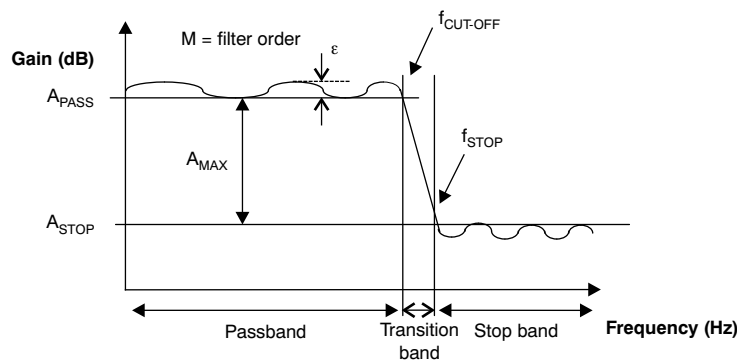 M = filter order
ε
f_CUT-OFF
Gain (dB)
A_PASS
f_STOP
A_MAX
A_STOP
Passband
Transition
band
Stop band
Frequency (Hz)